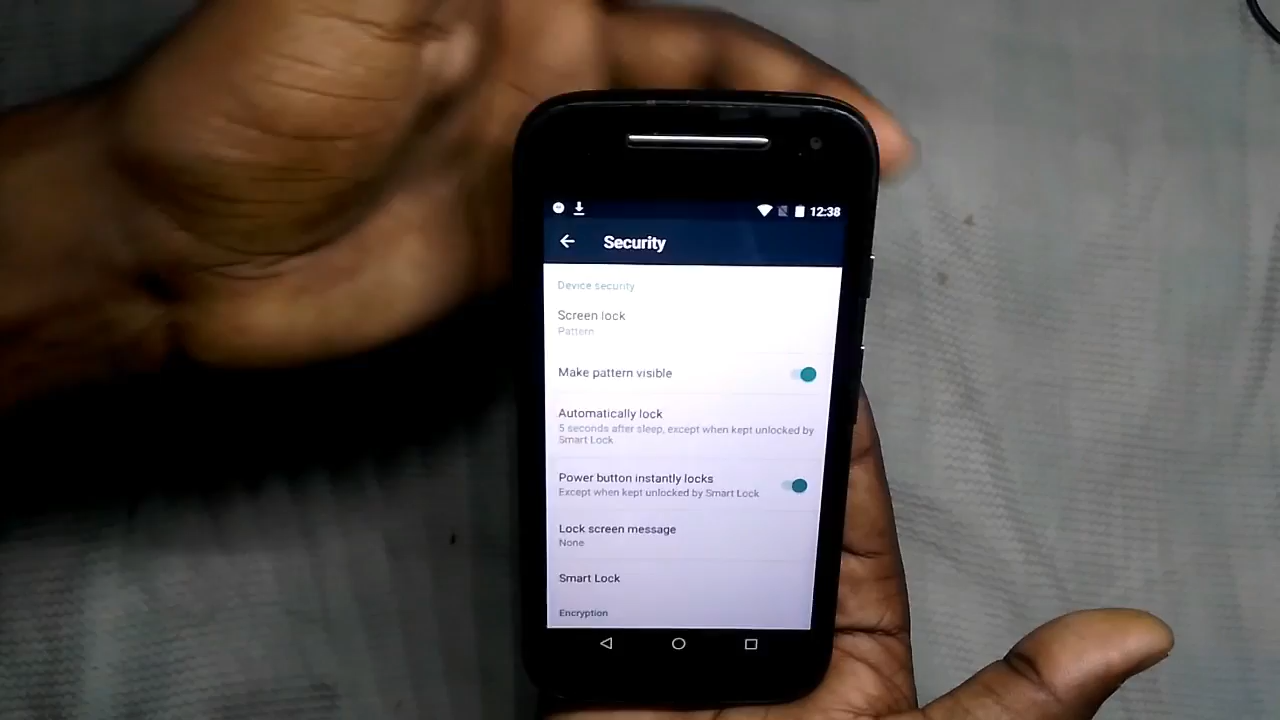 12:38
Security
Device security
Screen lock
Pattern
Make pattern visible
Automatically lock
5 seconds after sleep, except when kept unlocked by
Smart Lock
Power button instantly locks
Except when kept unlocked by Smart Lock
Lock screen message
None
Smart Lock
Encryption